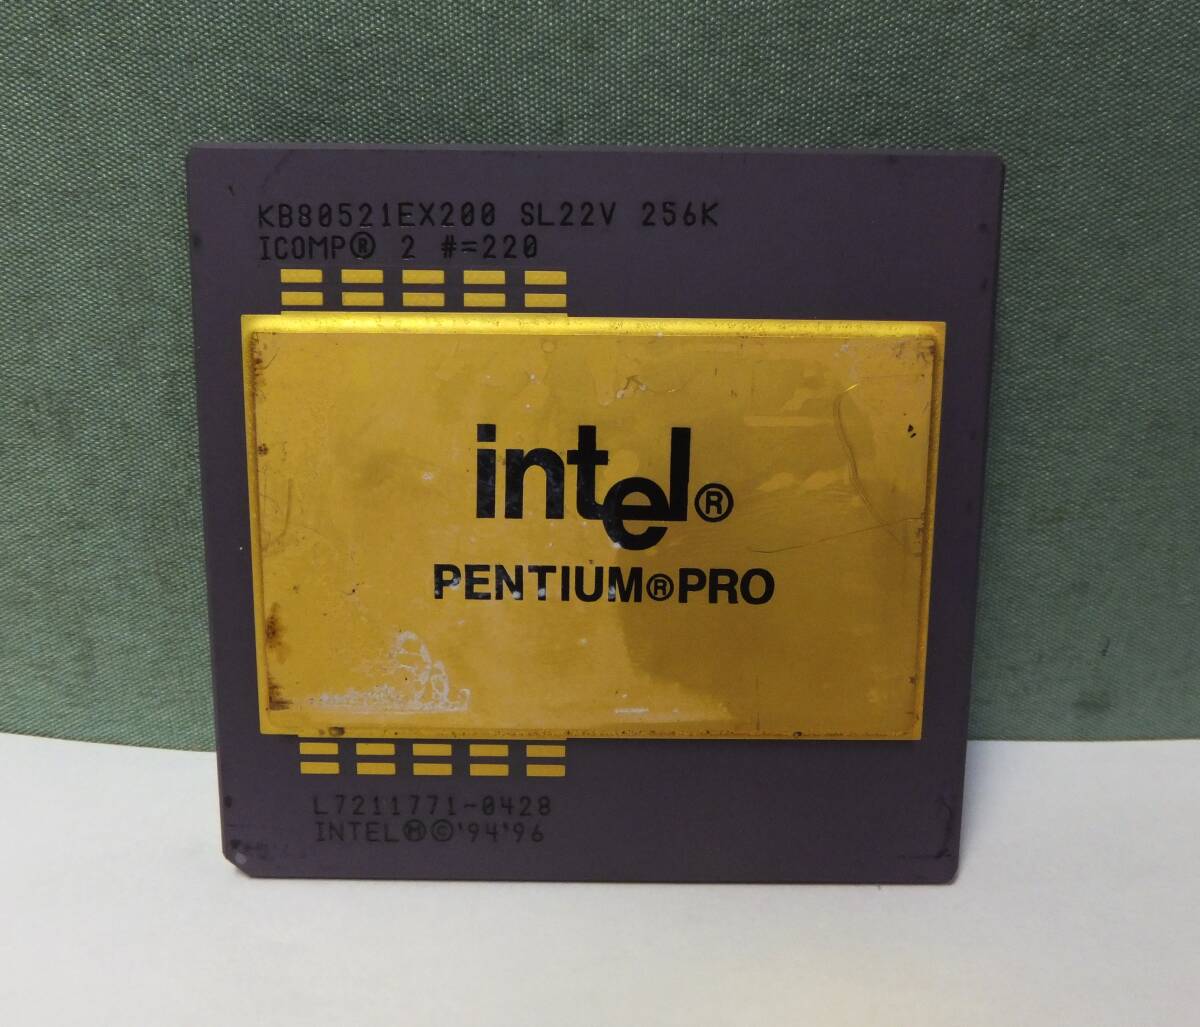 KB80521EX200 SL22V 256K
ICOMP® 2 #=220
intel®
PENTIUM®PRO
L7211771-0428
INTEL Ⓜ©'94'96